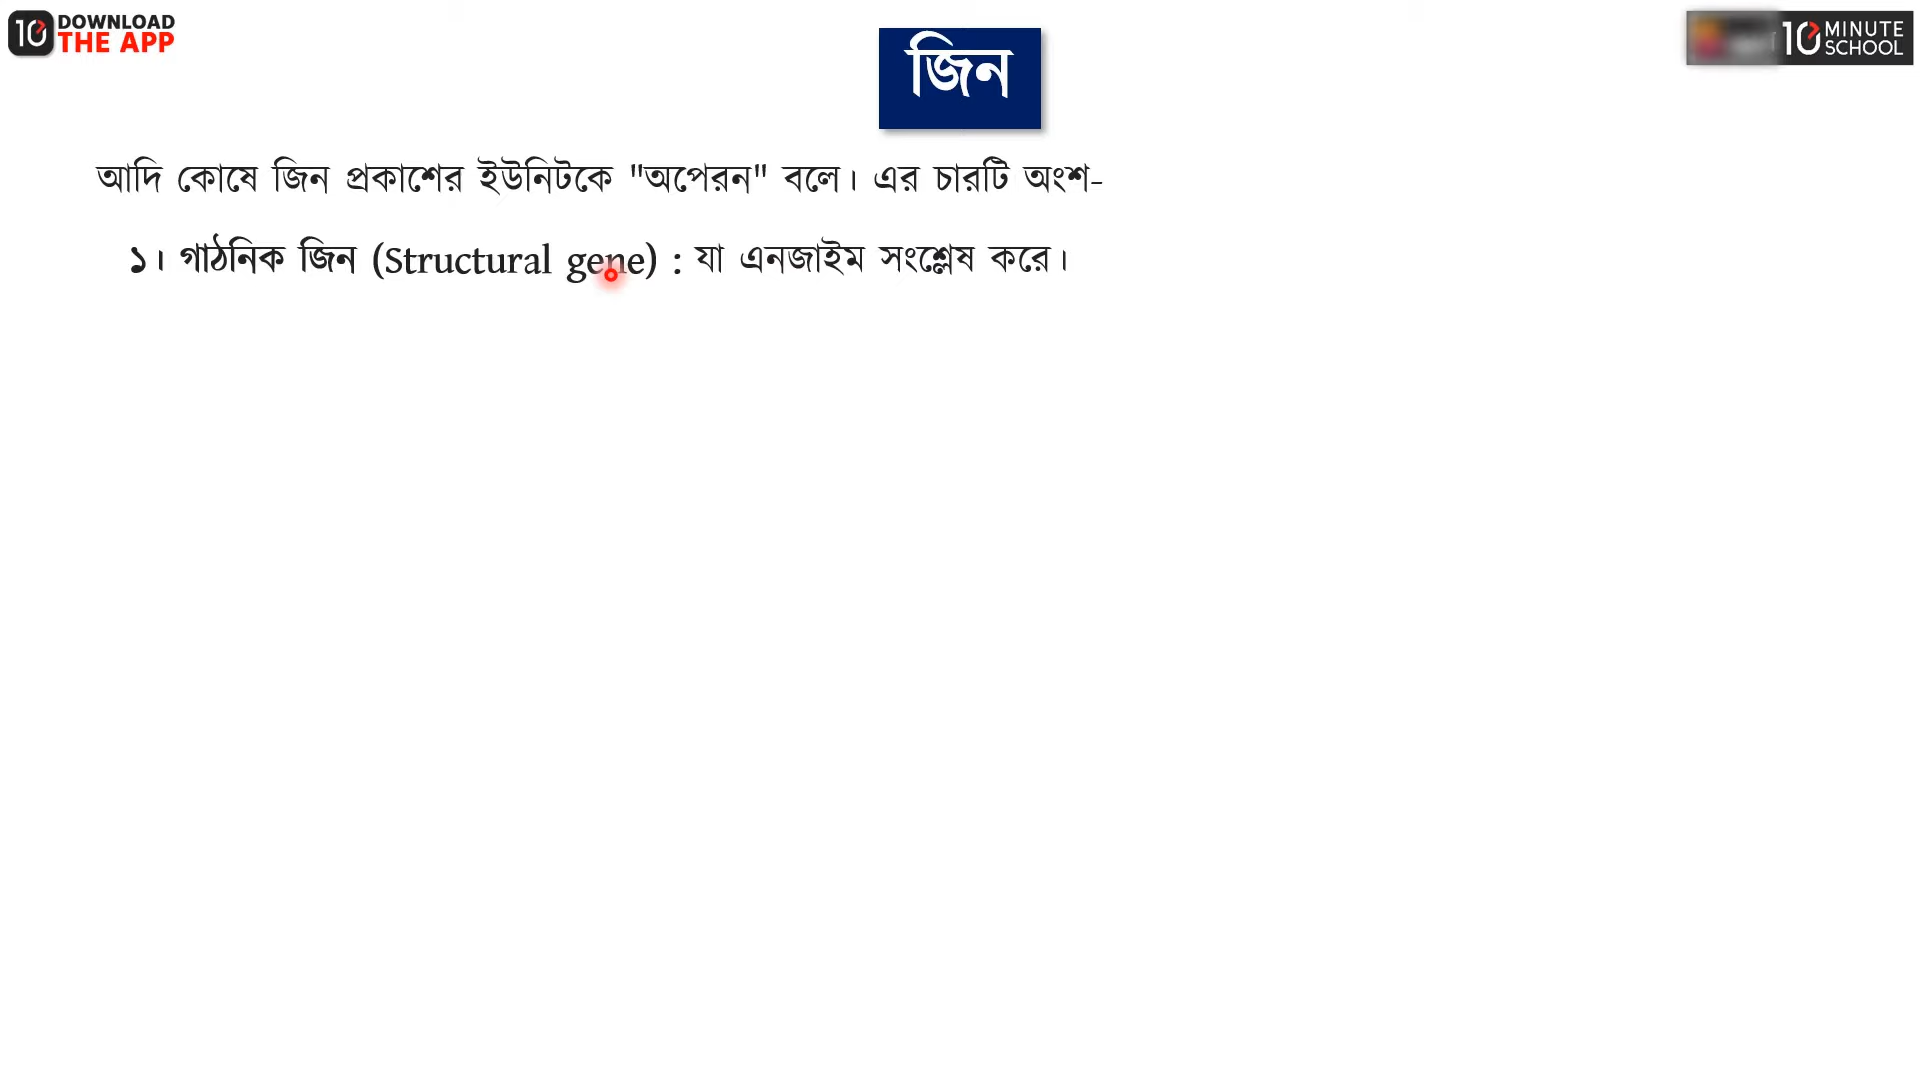 10 DOWNLOAD
THE APP
10 MINUTE
SCHOOL
জিন
আদি কোষে জিন প্রকাশের ইউনিটকে "অপেরন" বলে। এর চারটি অংশ-
১। গাঠনিক জিন (Structural gene) : যা এনজাইম সংশ্লেষ করে।